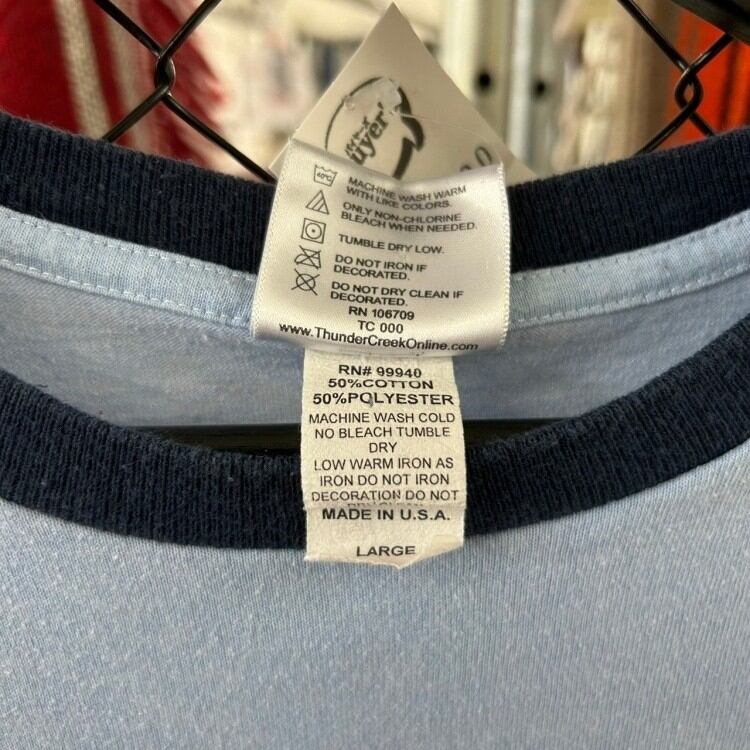 40°C
MACHINE WASH WARM
WITH LIKE COLORS.
ONLY NON-CHLORINE
BLEACH WHEN NEEDED.
TUMBLE DRY LOW.
DO NOT IRON IF
DECORATED.
DO NOT DRY CLEAN IF
DECORATED.
RN 106709
TC 000
www.ThunderCreekOnline.com
RN# 99940
50%COTTON
50%POLYESTER
MACHINE WASH COLD
NO BLEACH TUMBLE
DRY
LOW WARM IRON AS
IRON DO NOT IRON
DECORATION DO NOT
MADE IN U.S.A.
LARGE